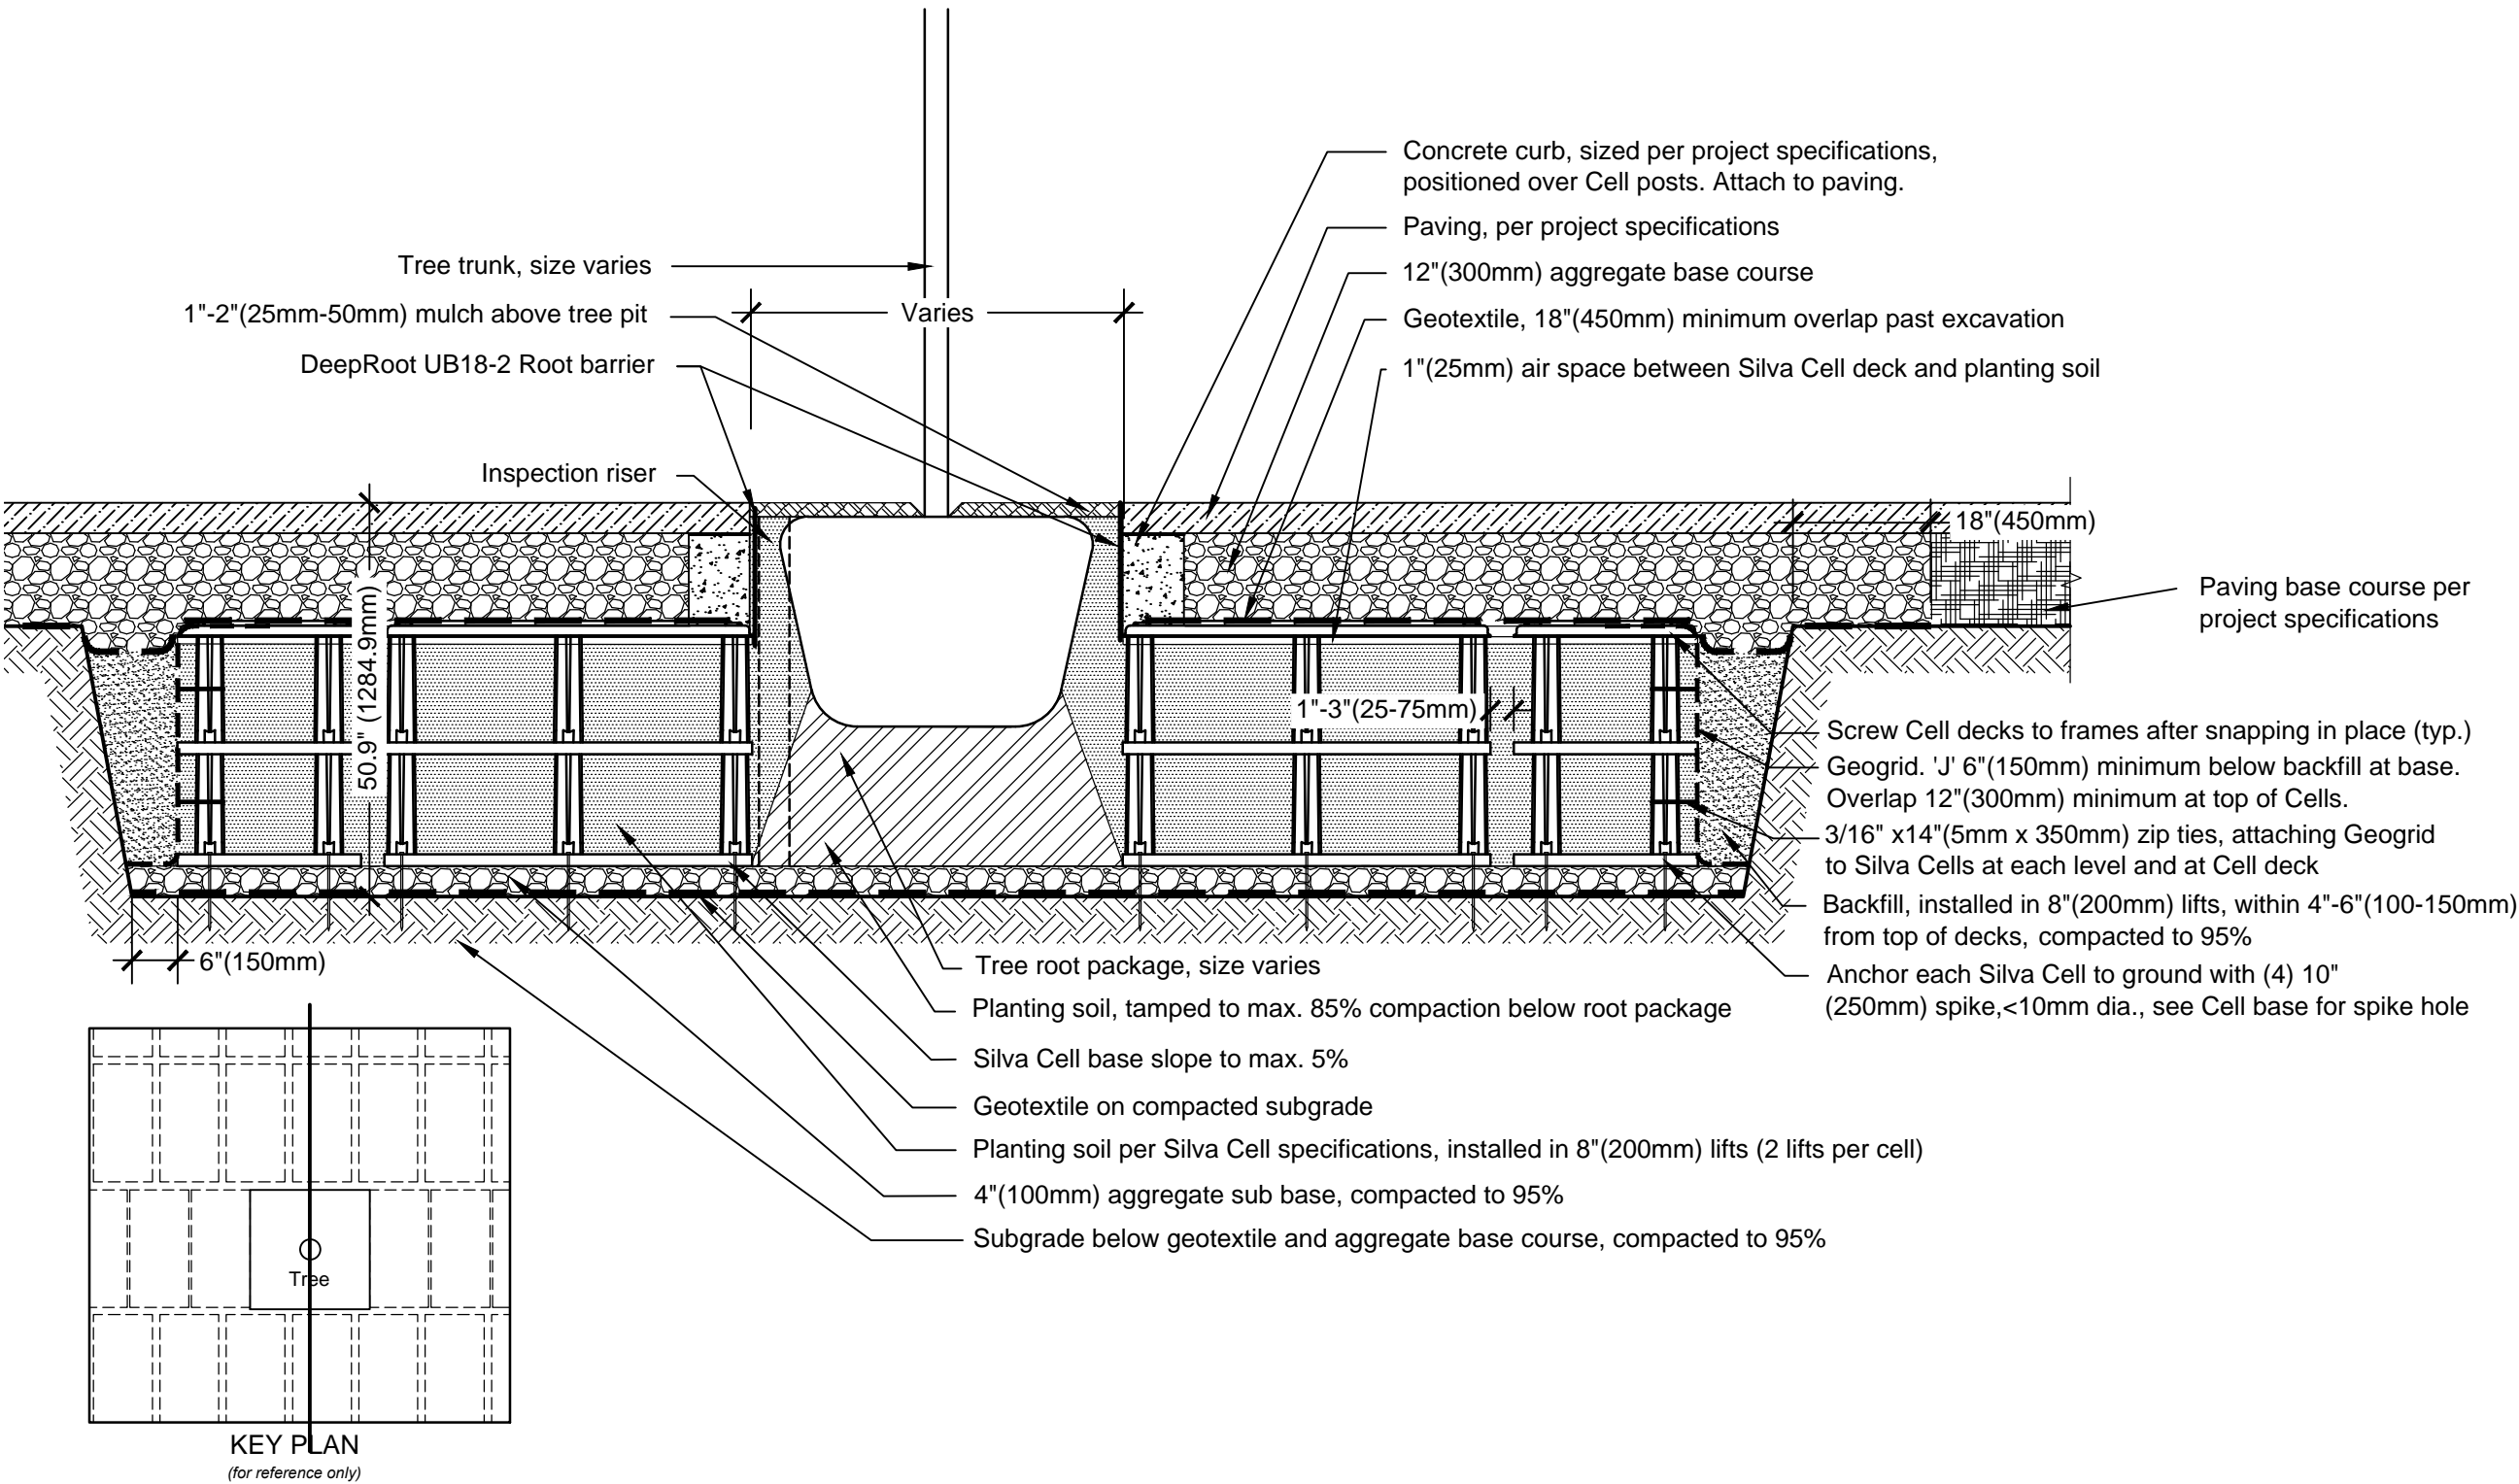 Concrete curb, sized per project specifications,
positioned over Cell posts. Attach to paving.
Paving, per project specifications
12"(300mm) aggregate base course
Geotextile, 18"(450mm) minimum overlap past excavation
1"(25mm) air space between Silva Cell deck and planting soil
Tree trunk, size varies
1"-2"(25mm-50mm) mulch above tree pit
DeepRoot UB18-2 Root barrier
Inspection riser
Varies
18"(450mm)
Paving base course per
project specifications
50.9" (1284.9mm)
1"-3"(25-75mm)
Screw Cell decks to frames after snapping in place (typ.)
Geogrid. 'J' 6"(150mm) minimum below backfill at base.
Overlap 12"(300mm) minimum at top of Cells.
3/16" x14"(5mm x 350mm) zip ties, attaching Geogrid
to Silva Cells at each level and at Cell deck
Backfill, installed in 8"(200mm) lifts, within 4"-6"(100-150mm)
from top of decks, compacted to 95%
Anchor each Silva Cell to ground with (4) 10"
(250mm) spike,<10mm dia., see Cell base for spike hole
6"(150mm)
Tree root package, size varies
Planting soil, tamped to max. 85% compaction below root package
Silva Cell base slope to max. 5%
Geotextile on compacted subgrade
Planting soil per Silva Cell specifications, installed in 8"(200mm) lifts (2 lifts per cell)
4"(100mm) aggregate sub base, compacted to 95%
Subgrade below geotextile and aggregate base course, compacted to 95%
Tree
KEY PLAN
(for reference only)